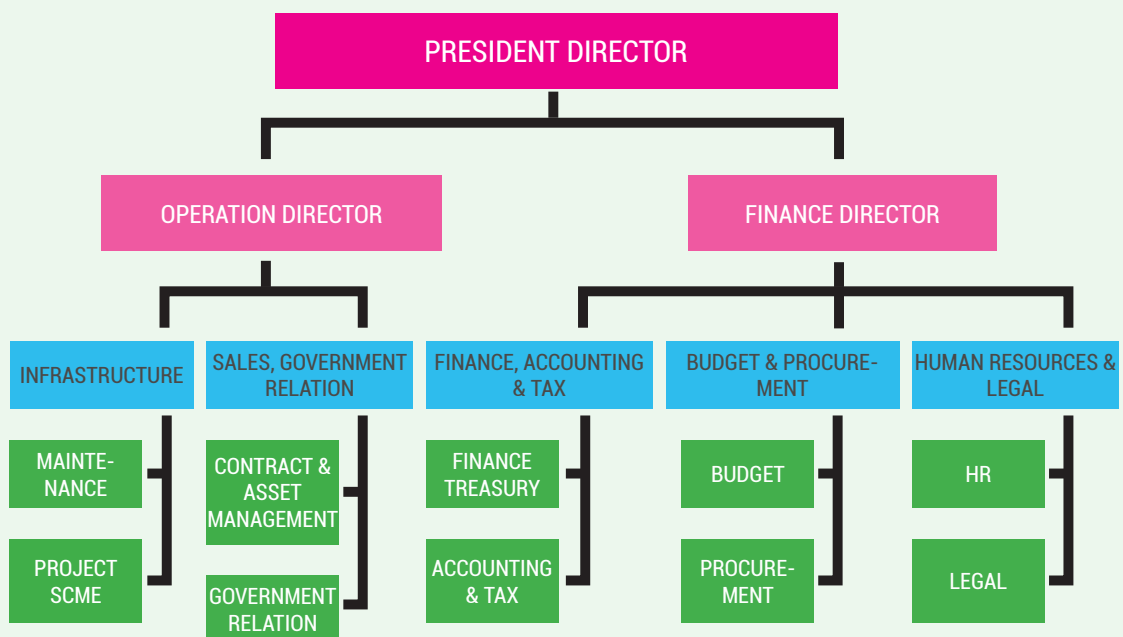 PRESIDENT DIRECTOR
OPERATION DIRECTOR
FINANCE DIRECTOR
INFRASTRUCTURE
SALES, GOVERNMENT
RELATION
FINANCE, ACCOUNTING
& TAX
BUDGET & PROCURE-
MENT
HUMAN RESOURCES &
LEGAL
MAINTE-
NANCE
CONTRACT &
ASSET
MANAGEMENT
FINANCE
TREASURY
BUDGET
HR
PROJECT
SCME
GOVERNMENT
RELATION
ACCOUNTING
& TAX
PROCURE-
MENT
LEGAL